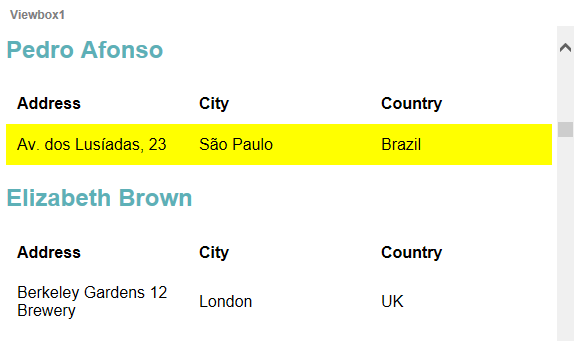 Viewbox1
Pedro Afonso
Address City Country
Av. dos Lusíadas, 23 São Paulo Brazil
Elizabeth Brown
Address City Country
Berkeley Gardens 12
Brewery London UK